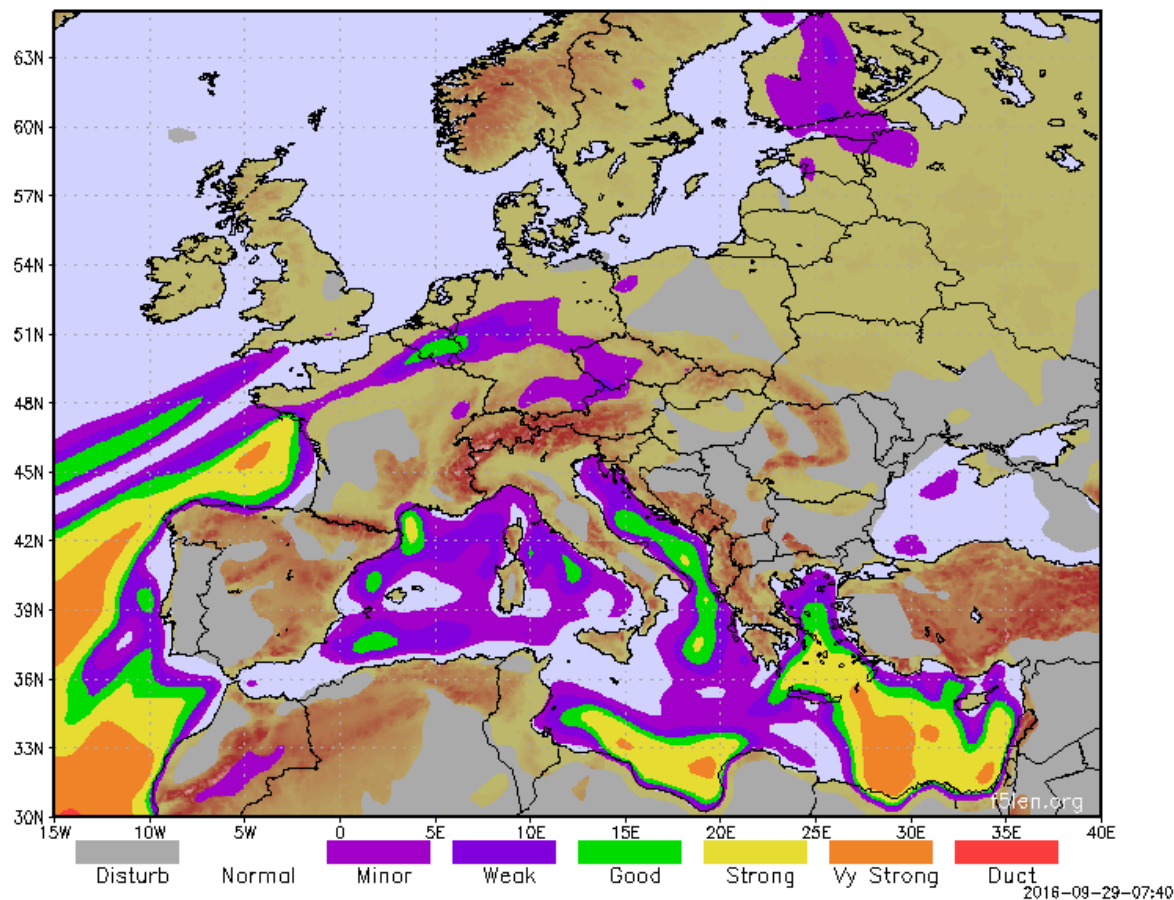 63N
60N
57N
54N
51N
48N
45N
42N
39N
36N
33N
30N
f5len.org
15W 10W 5W 0 5E 10E 15E 20E 25E 30E 35E 40E
Disturb Normal Minor Weak Good Strong Vy Strong Duct
2016-09-29-07:40